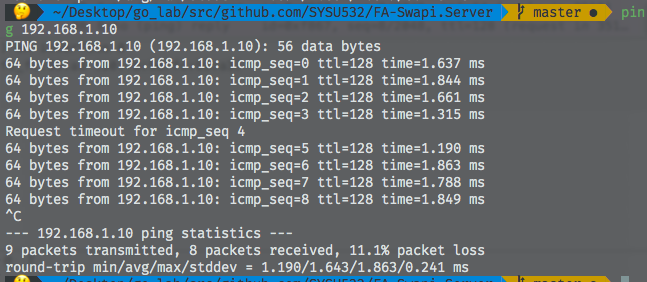 ~/Desktop/go_lab/src/github.com/SYSU532/FA-Swapi.Server master ● pin
g 192.168.1.10
PING 192.168.1.10 (192.168.1.10): 56 data bytes
64 bytes from 192.168.1.10: icmp_seq=0 ttl=128 time=1.637 ms
64 bytes from 192.168.1.10: icmp_seq=1 ttl=128 time=1.844 ms
64 bytes from 192.168.1.10: icmp_seq=2 ttl=128 time=1.661 ms
64 bytes from 192.168.1.10: icmp_seq=3 ttl=128 time=1.315 ms
Request timeout for icmp_seq 4
64 bytes from 192.168.1.10: icmp_seq=5 ttl=128 time=1.190 ms
64 bytes from 192.168.1.10: icmp_seq=6 ttl=128 time=1.863 ms
64 bytes from 192.168.1.10: icmp_seq=7 ttl=128 time=1.788 ms
64 bytes from 192.168.1.10: icmp_seq=8 ttl=128 time=1.849 ms
^C
--- 192.168.1.10 ping statistics ---
9 packets transmitted, 8 packets received, 11.1% packet loss
round-trip min/avg/max/stddev = 1.190/1.643/1.863/0.241 ms
~/Desktop/go_lab/src/github.com/SYSU532/FA-Swapi.Server master ●